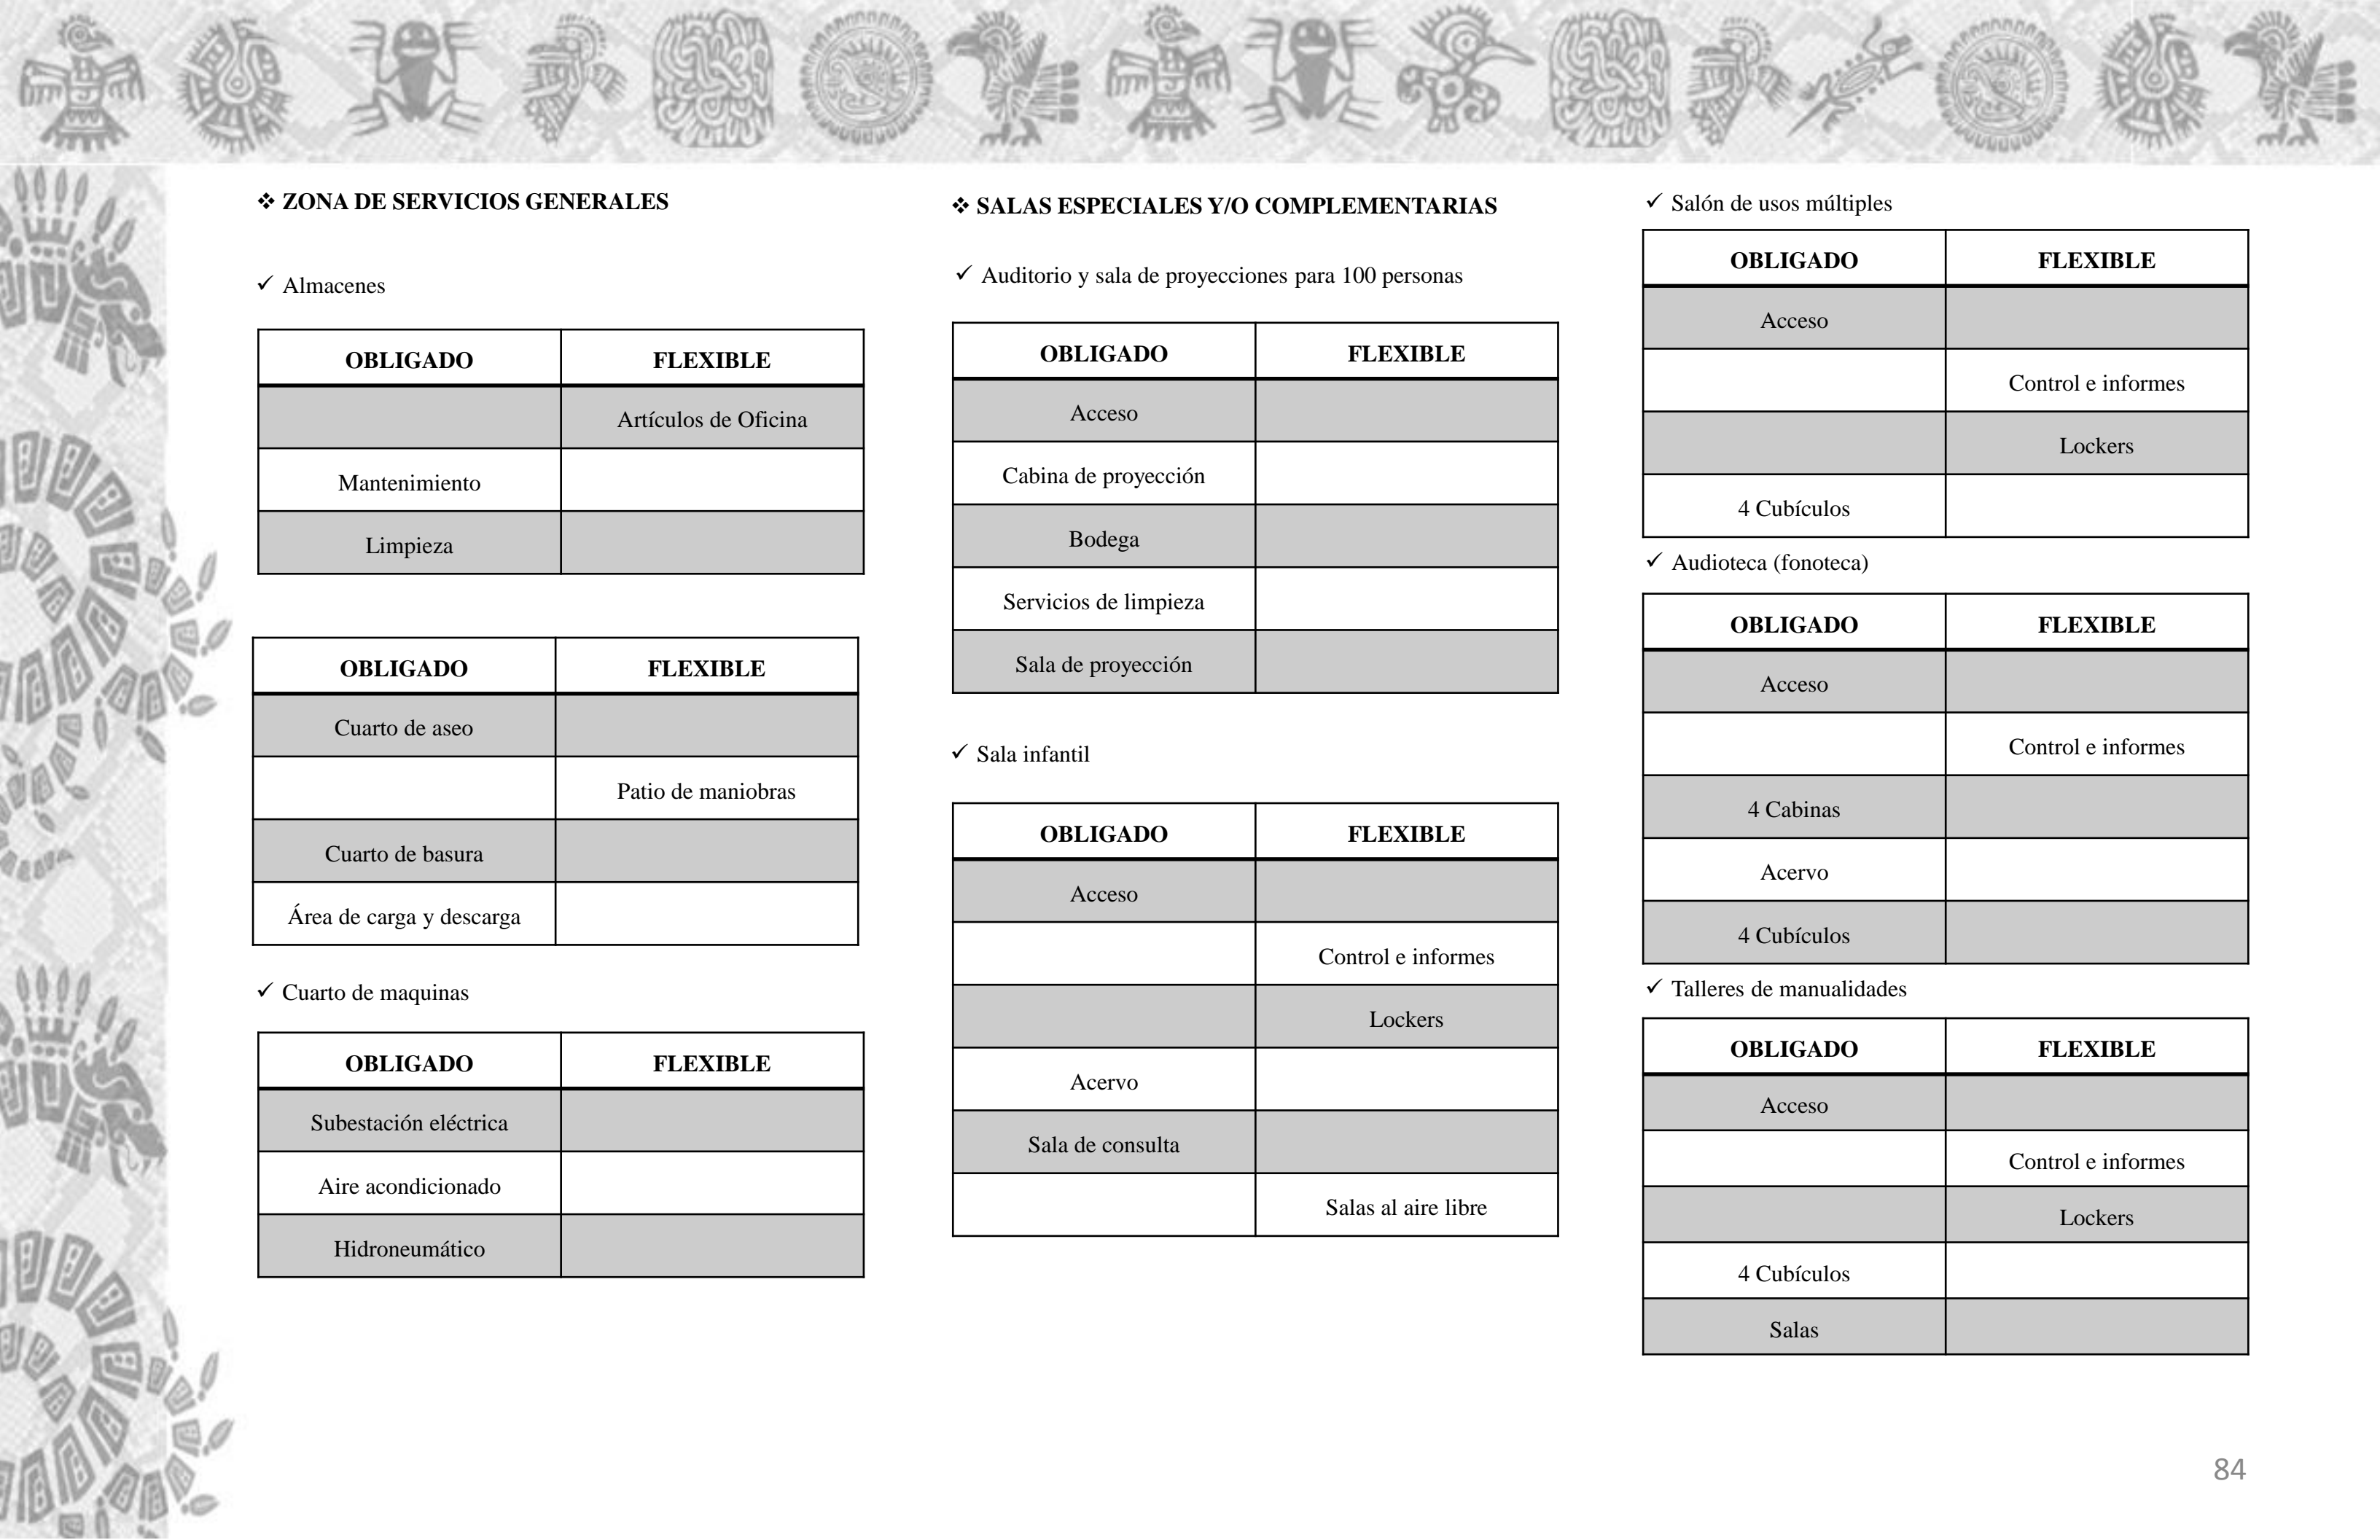 ❖ ZONA DE SERVICIOS GENERALES
✓ Almacenes
OBLIGADO FLEXIBLE
Artículos de Oficina
Mantenimiento
Limpieza
OBLIGADO FLEXIBLE
Cuarto de aseo
Patio de maniobras
Cuarto de basura
Área de carga y descarga
✓ Cuarto de maquinas
OBLIGADO FLEXIBLE
Subestación eléctrica
Aire acondicionado
Hidroneumático
❖ SALAS ESPECIALES Y/O COMPLEMENTARIAS
✓ Auditorio y sala de proyecciones para 100 personas
OBLIGADO FLEXIBLE
Acceso
Cabina de proyección
Bodega
Servicios de limpieza
Sala de proyección
✓ Sala infantil
OBLIGADO FLEXIBLE
Acceso
Control e informes
Lockers
Acervo
Sala de consulta
Salas al aire libre
✓ Salón de usos múltiples
OBLIGADO FLEXIBLE
Acceso
Control e informes
Lockers
4 Cubículos
✓ Audioteca (fonoteca)
OBLIGADO FLEXIBLE
Acceso
Control e informes
4 Cabinas
Acervo
4 Cubículos
✓ Talleres de manualidades
OBLIGADO FLEXIBLE
Acceso
Control e informes
Lockers
4 Cubículos
Salas
84